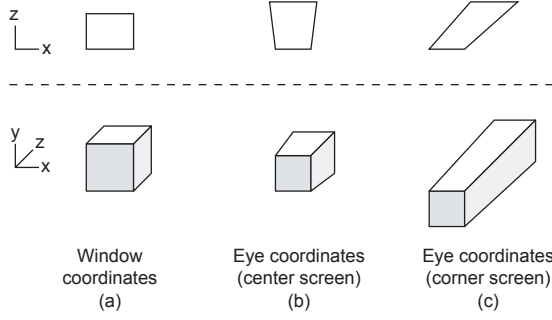 z
x
y
z
x
Window
coordinates
(a)
Eye coordinates
(center screen)
(b)
Eye coordinates
(corner screen)
(c)